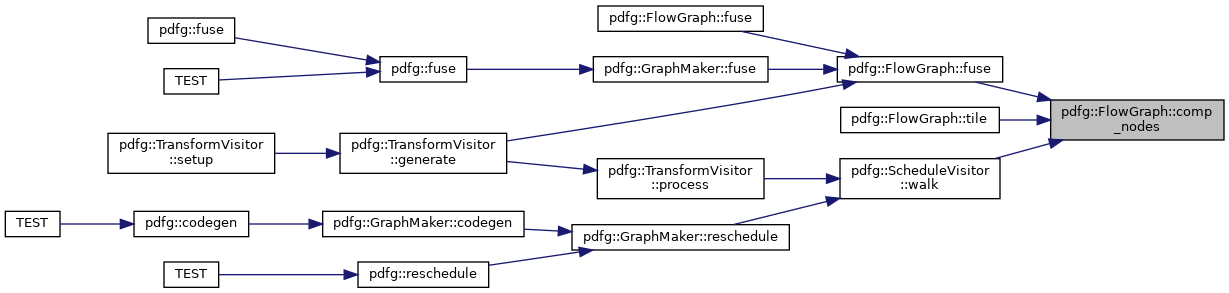 pdfg::FlowGraph::fuse
pdfg::fuse
pdfg::fuse
pdfg::GraphMaker::fuse
pdfg::FlowGraph::fuse
TEST
pdfg::FlowGraph::comp
_nodes
pdfg::FlowGraph::tile
pdfg::TransformVisitor
::setup
pdfg::TransformVisitor
::generate
pdfg::TransformVisitor
::process
pdfg::ScheduleVisitor
::walk
TEST
pdfg::codegen
pdfg::GraphMaker::codegen
pdfg::GraphMaker::reschedule
TEST
pdfg::reschedule